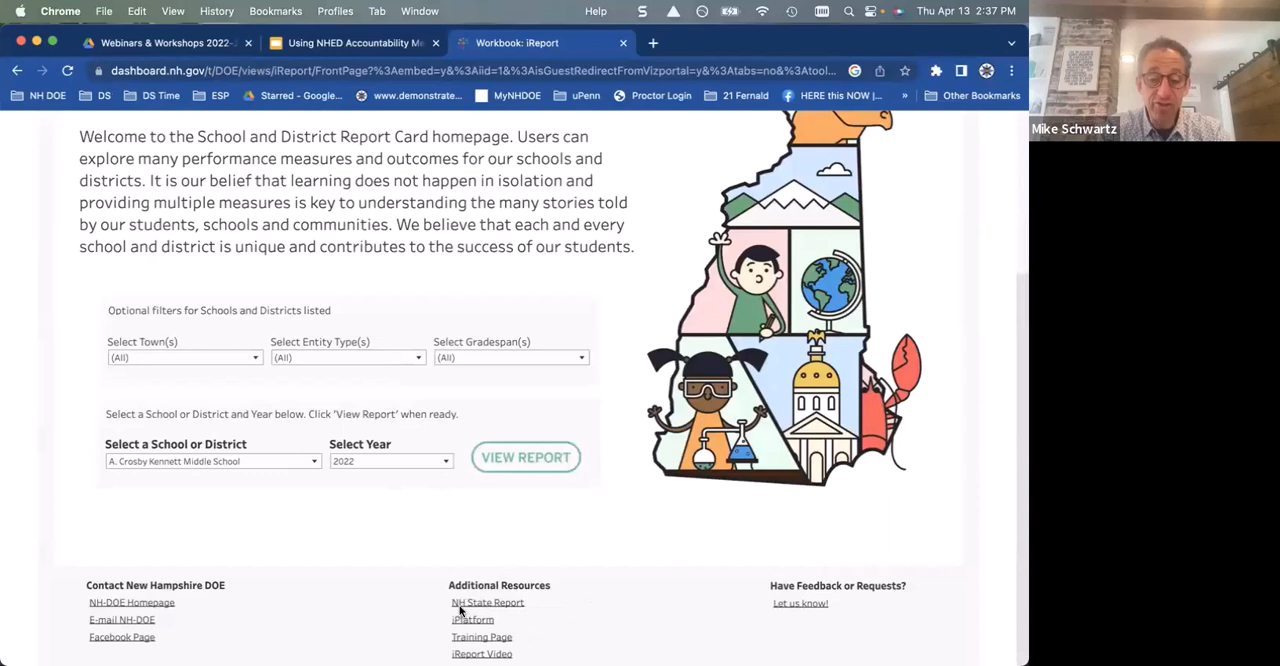 Chrome File Edit View History Bookmarks Profiles Tab Window Help Thu Apr 13 2:37 PM
Webinars & Workshops 2022-
Using NHED Accountability Me
Workbook: iReport
dashboard.nh.gov/t/DOE/views/iReport/FrontPage?%3Aembed=y&%3Aiid=1&%3AisGuestRedirectFromVizportal=y&%3Atabs=no&%3Atool...
NH DOE DS DS Time ESP Starred - Google... www.demonstrate... MyNHDOE uPenn Proctor Login 21 Fernald HERE this NOW |... » Other Bookmarks
Mike Schwartz
Welcome to the School and District Report Card homepage. Users can
explore many performance measures and outcomes for our schools and
districts. It is our belief that learning does not happen in isolation and
providing multiple measures is key to understanding the many stories told
by our students, schools and communities. We believe that each and every
school and district is unique and contributes to the success of our students.
Optional filters for Schools and Districts listed
Select Town(s) Select Entity Type(s) Select Gradespan(s)
(All) (All) (All)
Select a School or District and Year below. Click 'View Report' when ready.
Select a School or District Select Year
A. Crosby Kennett Middle School 2022
VIEW REPORT
Contact New Hampshire DOE
NH-DOE Homepage
E-mail NH-DOE
Facebook Page
Additional Resources
NH State Report
iPlatform
Training Page
iReport Video
Have Feedback or Requests?
Let us know!